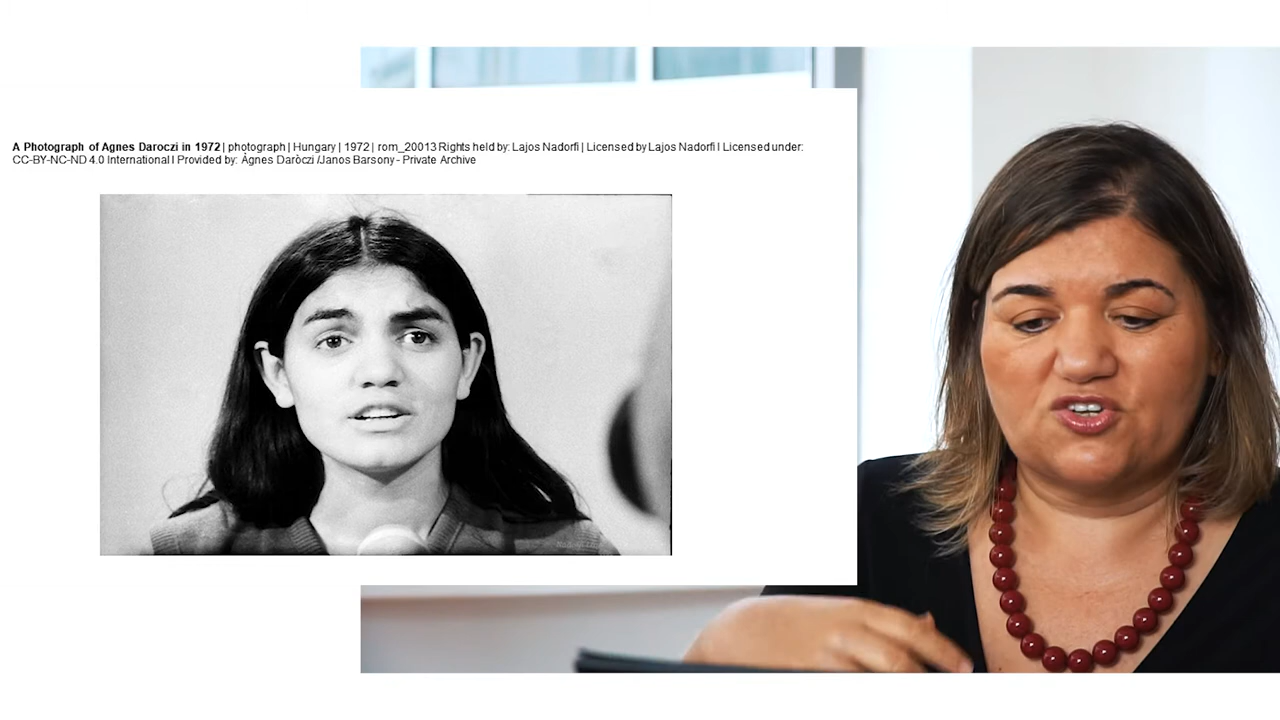 A Photograph of Agnes Daroczi in 1972 | photograph | Hungary | 1972 | rom_20013 Rights held by: Lajos Nadorfi | Licensed by Lajos Nadorfi I Licensed under:
CC-BY-NC-ND 4.0 International I Provided by: Àgnes Daròczi /Janos Barsony - Private Archive